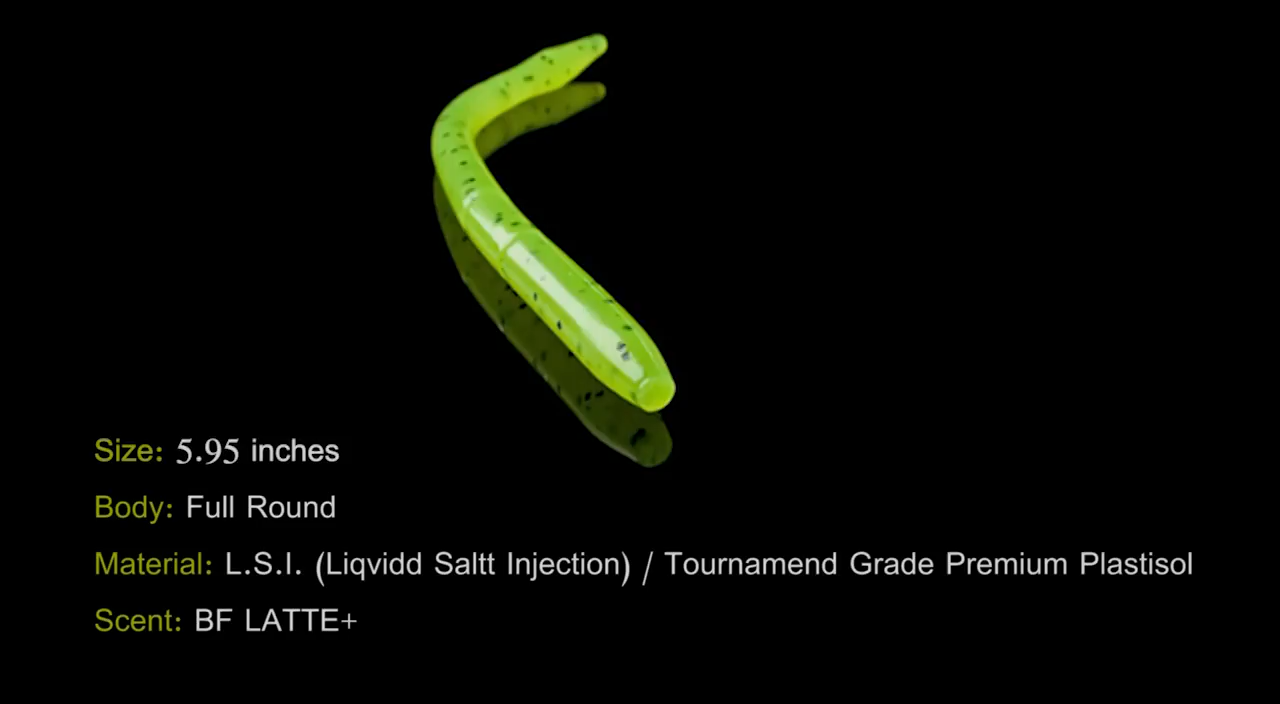 Size: 5.95 inches
Body: Full Round
Material: L.S.I. (Liqvidd Saltt Injection) / Tournamend Grade Premium Plastisol
Scent: BF LATTE+